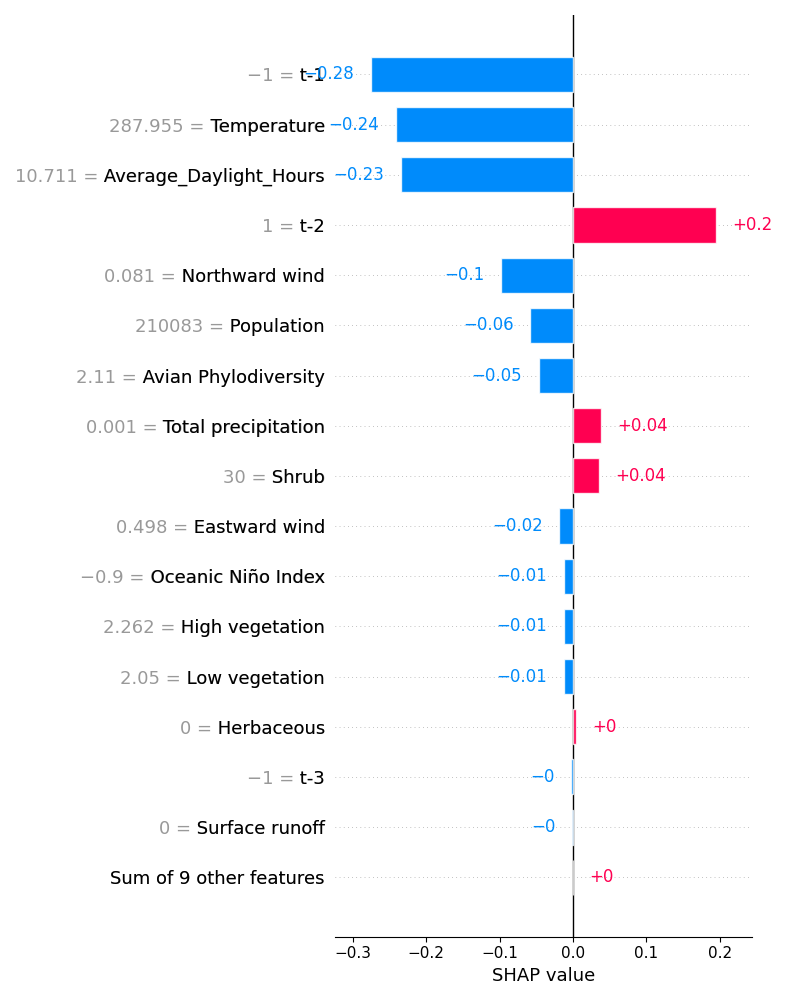 −1 = t-1 −0.28
287.955 = Temperature −0.24
10.711 = Average_Daylight_Hours −0.23
1 = t-2 +0.2
0.081 = Northward wind −0.1
210083 = Population −0.06
2.11 = Avian Phylodiversity −0.05
0.001 = Total precipitation +0.04
30 = Shrub +0.04
0.498 = Eastward wind −0.02
−0.9 = Oceanic Niño Index −0.01
2.262 = High vegetation −0.01
2.05 = Low vegetation −0.01
0 = Herbaceous +0
−1 = t-3 −0
0 = Surface runoff −0
Sum of 9 other features +0
−0.3 −0.2 −0.1 0.0 0.1 0.2
SHAP value